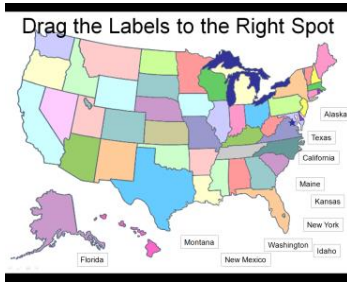 Drag the Labels to the Right Spot
Alaska
Texas
California
Maine
Kansas
New York
Montana
Washington
Idaho
Florida
New Mexico